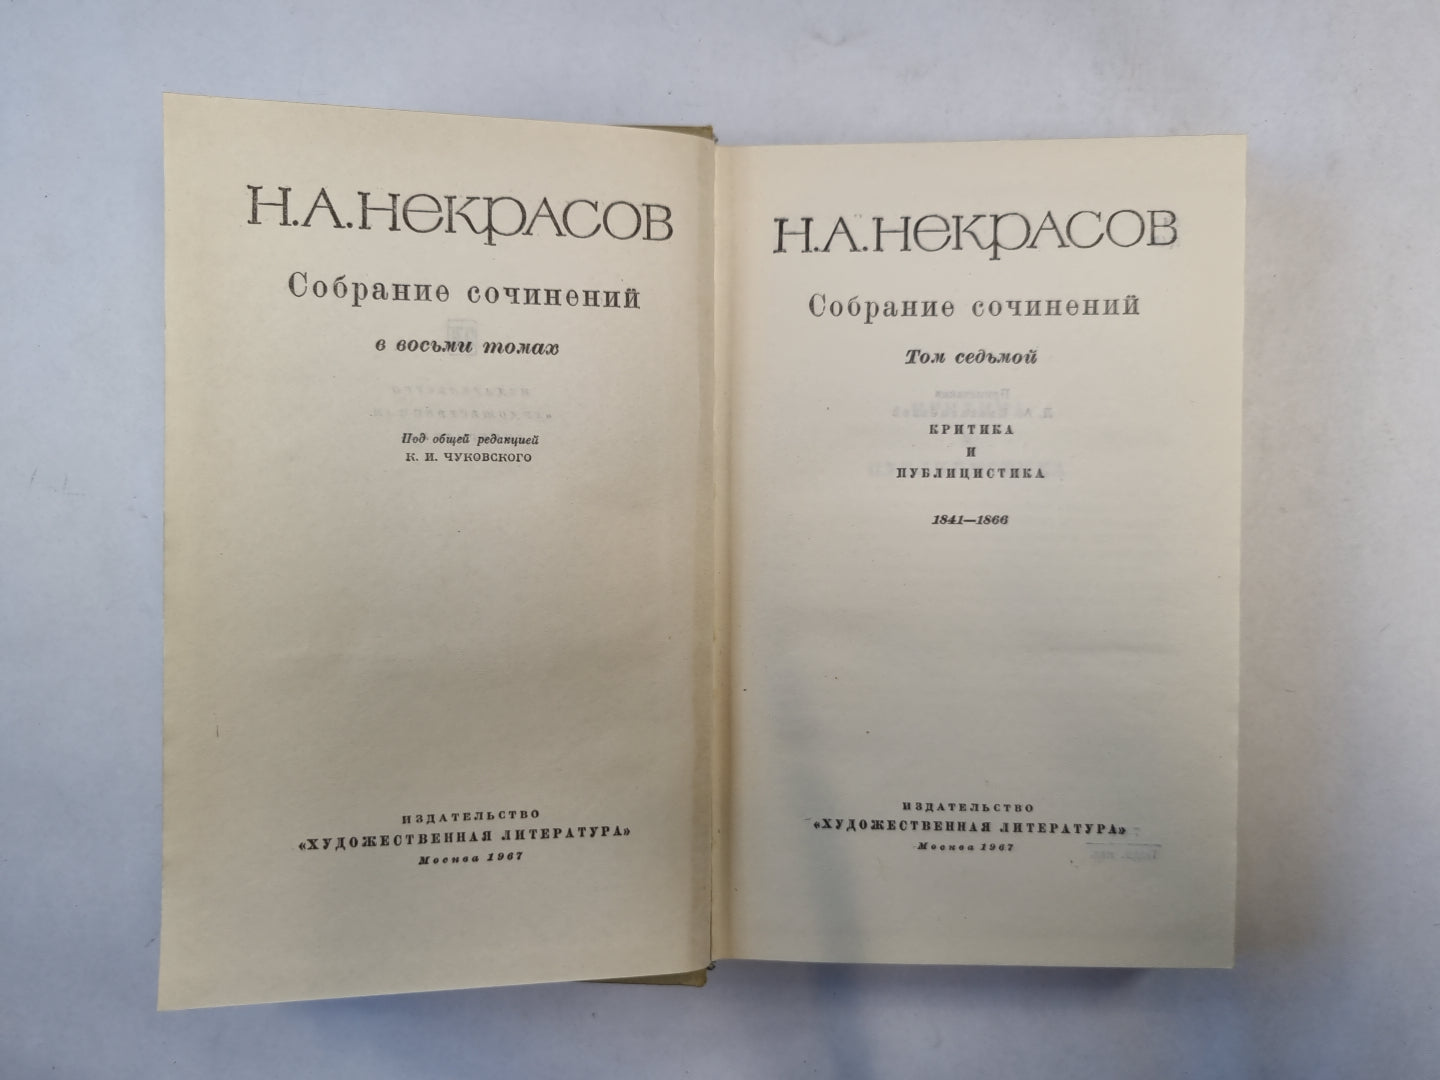 Н.А.Некрасов
Собрание сочинений
в восьми томах
Под общей редакцией
К. И. ЧУКОВСКОГО
ИЗДАТЕЛЬСТВО
«ХУДОЖЕСТВЕННАЯ ЛИТЕРАТУРА»
Москва 1967
Н.А.Некрасов
Собрание сочинений
Том седьмой
КРИТИКА
И
ПУБЛИЦИСТИКА
1841—1866
ИЗДАТЕЛЬСТВО
«ХУДОЖЕСТВЕННАЯ ЛИТЕРАТУРА»
Москва 1967